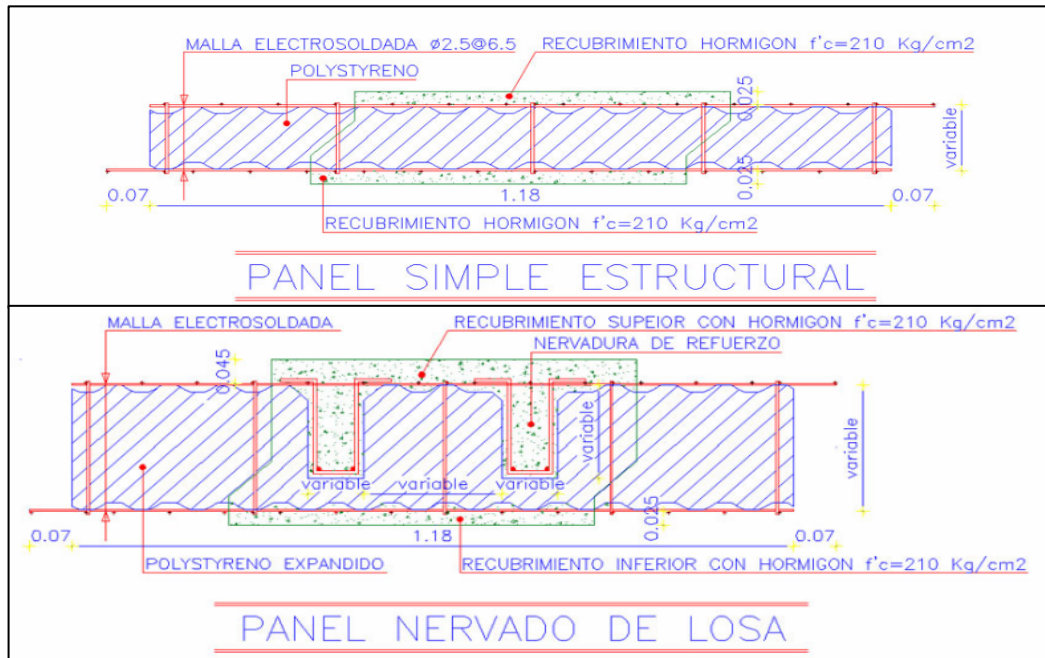 MALLA ELECTROSOLDADA ø2.5@6.5
RECUBRIMIENTO HORMIGON f'c=210 Kg/cm2
POLYSTYRENO
0.025
variable
0.025
0.07
1.18
0.07
RECUBRIMIENTO HORMIGON f'c=210 Kg/cm2
PANEL SIMPLE ESTRUCTURAL
MALLA ELECTROSOLDADA
RECUBRIMIENTO SUPEIOR CON HORMIGON f'c=210 Kg/cm2
NERVADURA DE REFUERZO
0.045
variable
variable
variable
variable
variable
0.025
0.07
1.18
0.07
POLYSTYRENO EXPANDIDO
RECUBRIMIENTO INFERIOR CON HORMIGON f'c=210 Kg/cm2
PANEL NERVADO DE LOSA